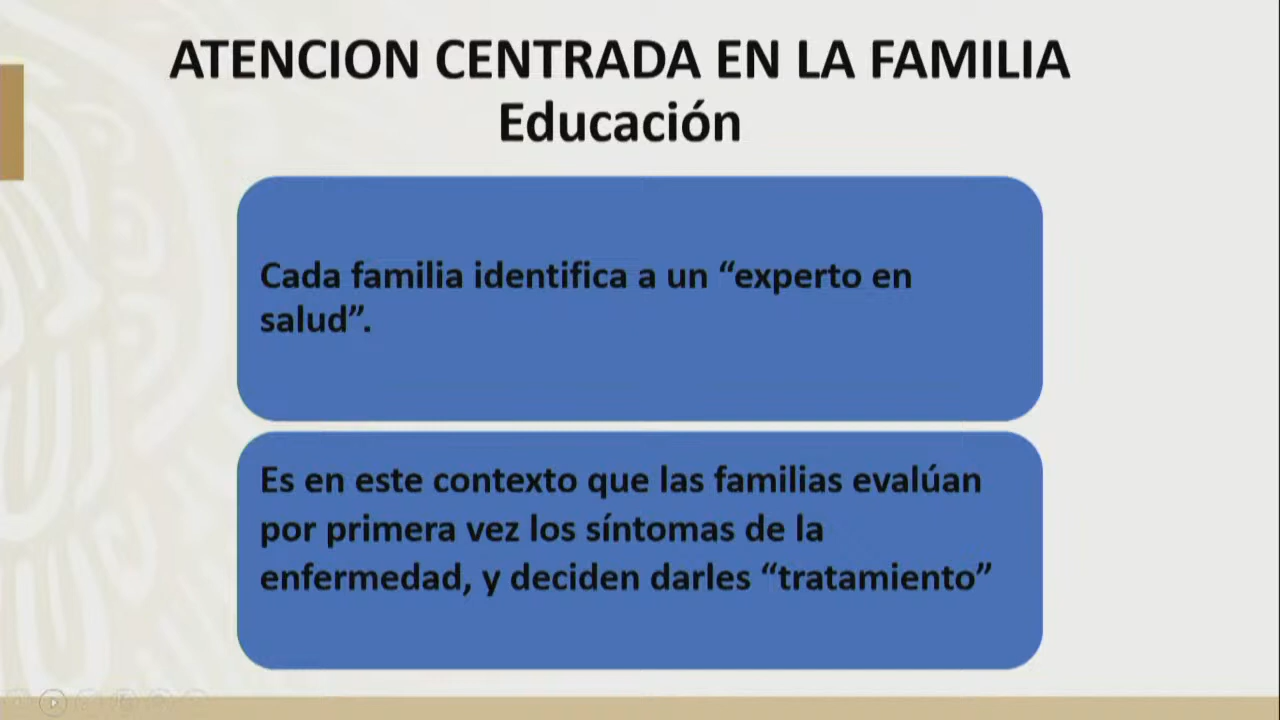 ATENCION CENTRADA EN LA FAMILIA
Educación
Cada familia identifica a un “experto en
salud”.
Es en este contexto que las familias evalúan
por primera vez los síntomas de la
enfermedad, y deciden darles “tratamiento”